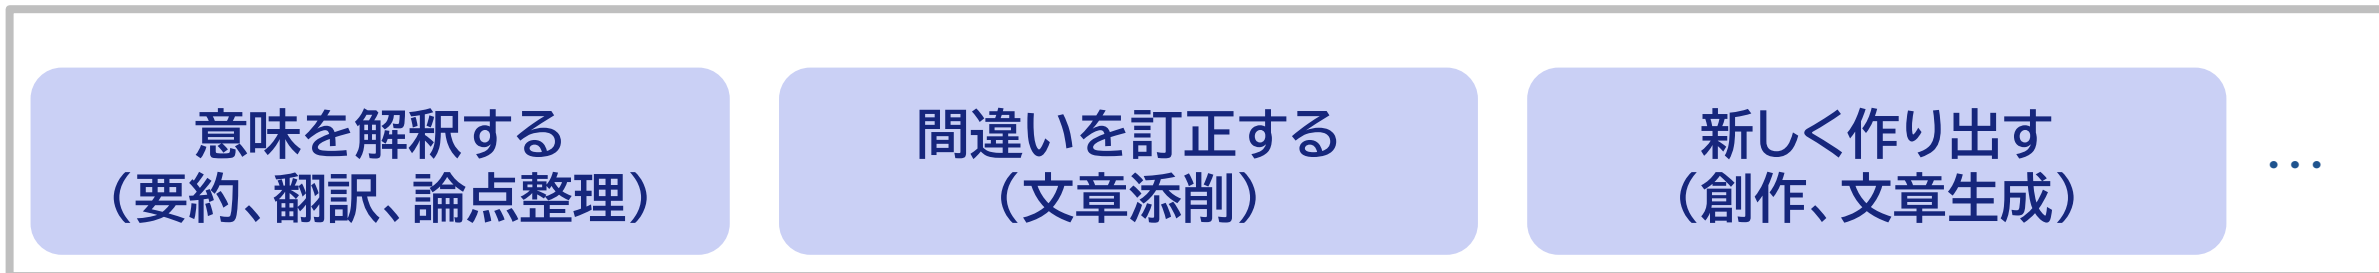 意味を解釈する
（要約、翻訳、論点整理）
間違いを訂正する
（文章添削）
新しく作り出す
（創作、文章生成）
…